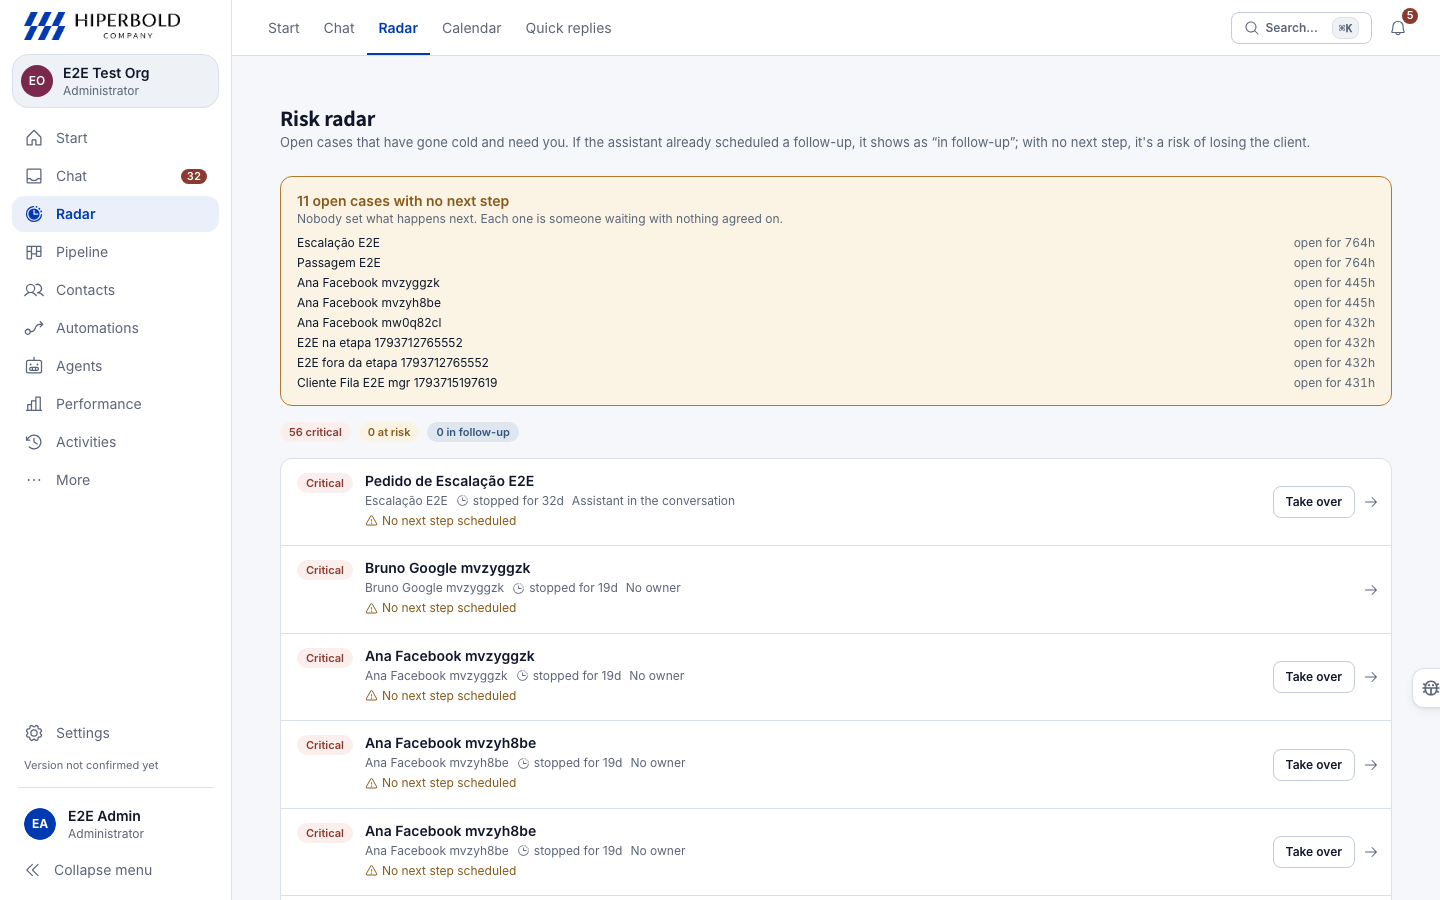 HIPERBOLD
COMPANY
EO
E2E Test Org
Administrator
Start
Chat
32
Radar
Pipeline
Contacts
Automations
Agents
Performance
Activities
More
Settings
Version not confirmed yet
EA
E2E Admin
Administrator
Collapse menu
Start
Chat
Radar
Calendar
Quick replies
Search...
⌘K
5
Risk radar
Open cases that have gone cold and need you. If the assistant already scheduled a follow-up, it shows as “in follow-up”; with no next step, it's a risk of losing the client.
11 open cases with no next step
Nobody set what happens next. Each one is someone waiting with nothing agreed on.
Escalação E2E open for 764h
Passagem E2E open for 764h
Ana Facebook mvzyggzk open for 445h
Ana Facebook mvzyh8be open for 445h
Ana Facebook mw0q82cl open for 432h
E2E na etapa 1793712765552 open for 432h
E2E fora da etapa 1793712765552 open for 432h
Cliente Fila E2E mgr 1793715197619 open for 431h
56 critical
0 at risk
0 in follow-up
Critical
Pedido de Escalação E2E
Escalação E2E stopped for 32d Assistant in the conversation
No next step scheduled
Take over
Critical
Bruno Google mvzyggzk
Bruno Google mvzyggzk stopped for 19d No owner
No next step scheduled
Critical
Ana Facebook mvzyggzk
Ana Facebook mvzyggzk stopped for 19d No owner
No next step scheduled
Take over
Critical
Ana Facebook mvzyh8be
Ana Facebook mvzyh8be stopped for 19d No owner
No next step scheduled
Take over
Critical
Ana Facebook mvzyh8be
Ana Facebook mvzyh8be stopped for 19d No owner
No next step scheduled
Take over